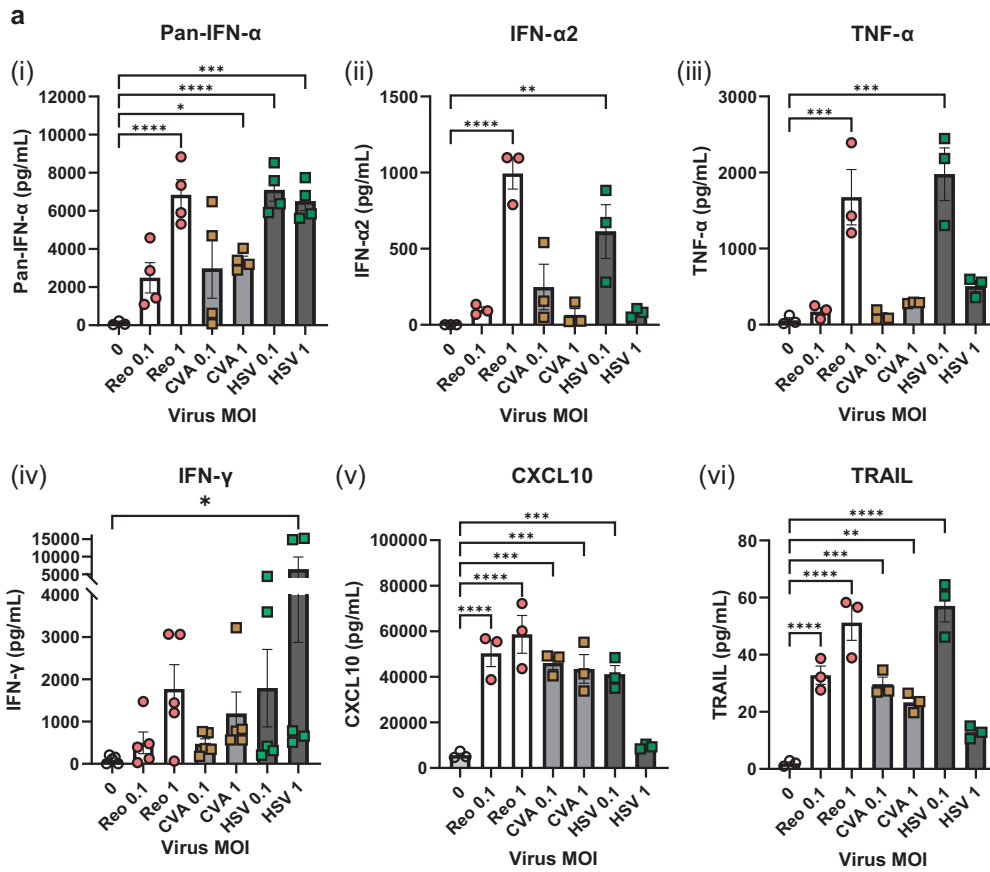 a
Pan-IFN-α
(i)
***
****
*
****
12000
10000
8000
6000
4000
2000
0
Pan-IFN-α (pg/mL)
0
Reo 0.1
Reo 1
CVA 0.1
CVA 1
HSV 0.1
HSV 1
Virus MOI
IFN-α2
(ii)
**
****
1500
1000
500
0
IFN-α2 (pg/mL)
0
Reo 0.1
Reo 1
CVA 0.1
CVA 1
HSV 0.1
HSV 1
Virus MOI
TNF-α
(iii)
***
***
3000
2000
1000
0
TNF-α (pg/mL)
0
Reo 0.1
Reo 1
CVA 0.1
CVA 1
HSV 0.1
HSV 1
Virus MOI
(iv)
IFN-γ
*
15000
10000
5000
4000
3000
2000
1000
0
IFN-γ (pg/mL)
0
Reo 0.1
Reo 1
CVA 0.1
CVA 1
HSV 0.1
HSV 1
Virus MOI
(v)
CXCL10
***
***
***
****
****
100000
80000
60000
40000
20000
0
CXCL10 (pg/mL)
0
Reo 0.1
Reo 1
CVA 0.1
CVA 1
HSV 0.1
HSV 1
Virus MOI
(vi)
TRAIL
****
**
***
****
****
80
60
40
20
0
TRAIL (pg/mL)
0
Reo 0.1
Reo 1
CVA 0.1
CVA 1
HSV 0.1
HSV 1
Virus MOI